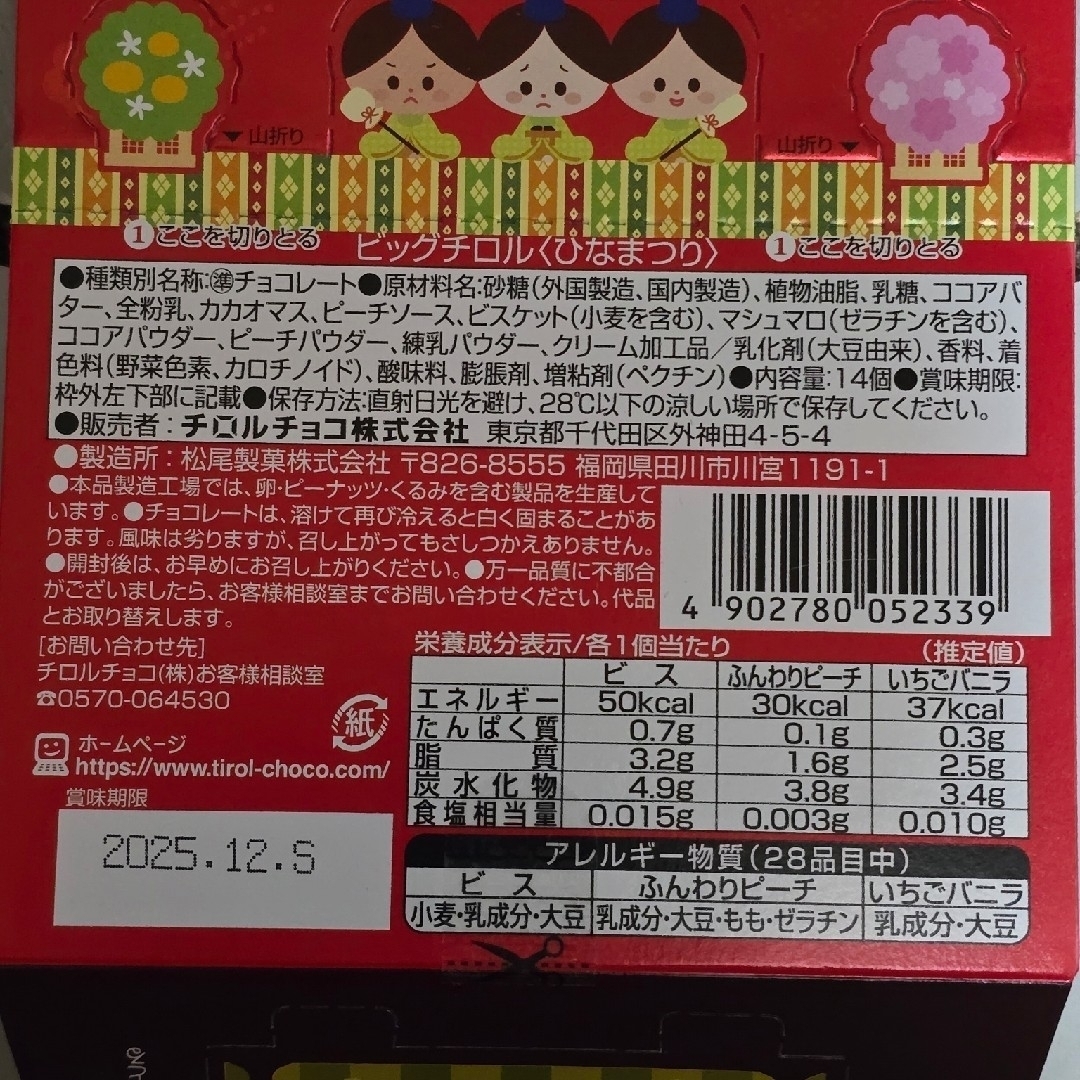 ▼山折り
山折り▼
①ここを切りとる
ビッグチロル〈ひなまつり〉
①ここを切りとる
●種類別名称:準チョコレート●原材料名:砂糖(外国製造、国内製造)、植物油脂、乳糖、ココアバ
ター、全粉乳、カカオマス、ピーチソース、ビスケット(小麦を含む)、マシュマロ(ゼラチンを含む)、
ココアパウダー、ピーチパウダー、練乳パウダー、クリーム加工品/乳化剤(大豆由来)、香料、着
色料(野菜色素、カロチノイド)、酸味料、膨脹剤、増粘剤(ペクチン)●内容量:14個●賞味期限:
枠外左下部に記載●保存方法:直射日光を避け、28℃以下の涼しい場所で保存してください。
●販売者:チロルチョコ株式会社 東京都千代田区外神田4-5-4
●製造所:松尾製菓株式会社 〒826-8555 福岡県田川市川宮1191-1
●本品製造工場では、卵・ピーナッツ・くるみを含む製品を生産して
います。●チョコレートは、溶けて再び冷えると白く固まることがあ
ります。風味は劣りますが、召し上がってもさしつかえありません。
●開封後は、お早めにお召し上がりください。●万一品質に不都合
がございましたら、お客様相談室までお問い合わせください。代品
とお取り替えします。
[お問い合わせ先]
チロルチョコ(株)お客様相談室
☎0570-064530
紙
ホームページ
https://www.tirol-choco.com/
賞味期限
2025.12.
4 902780 052339
栄養成分表示/各1個当たり (推定値)
ビス ふんわりピーチ いちごバニラ
エネルギー 50kcal 30kcal 37kcal
たんぱく質 0.7g 0.1g 0.3g
脂質 3.2g 1.6g 2.5g
炭水化物 4.9g 3.8g 3.4g
食塩相当量 0.015g 0.003g 0.010g
アレルギー物質(28品目中)
ビス ふんわりピーチ いちごバニラ
小麦・乳成分・大豆 乳成分・大豆・もも・ゼラチン 乳成分・大豆